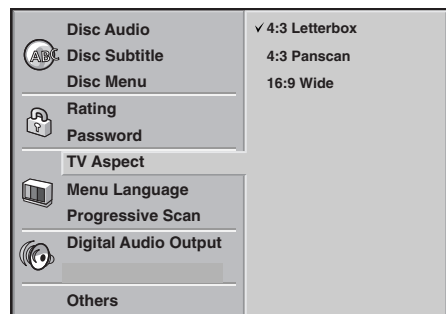 Disc Audio
ABC
Disc Subtitle
Disc Menu
Rating
Password
TV Aspect
Menu Language
Progressive Scan
Digital Audio Output
Others
✓ 4:3 Letterbox
4:3 Panscan
16:9 Wide